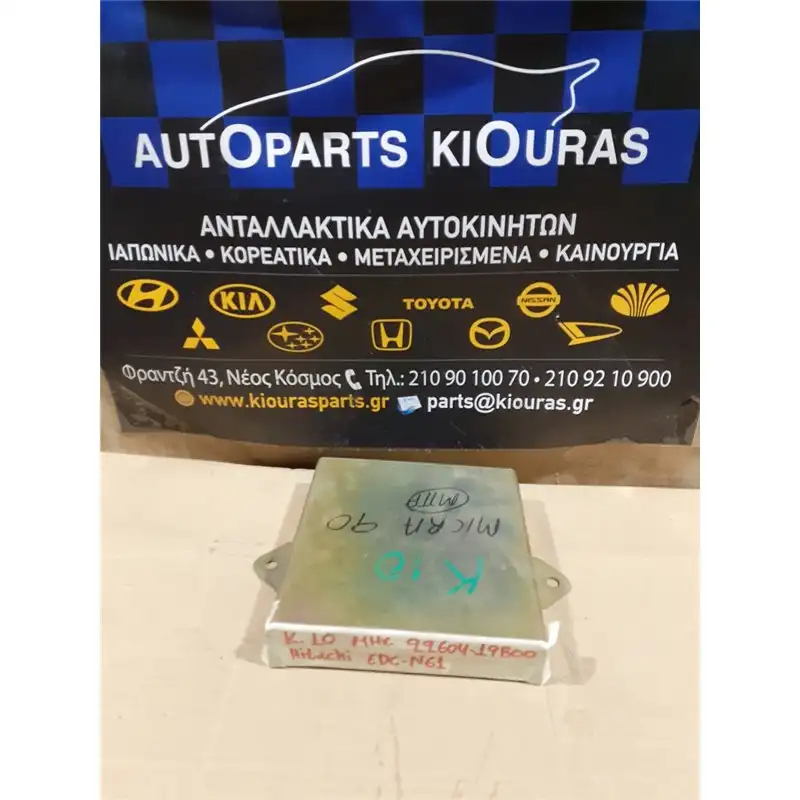 AUTOPARTS KIOURAS
ΑΝΤΑΛΛΑΚΤΙΚΑ ΑΥΤΟΚΙΝΗΤΩΝ
ΙΑΠΩΝΙΚΑ • ΚΟΡΕΑΤΙΚΑ • ΜΕΤΑΧΕΙΡΙΣΜΕΝΑ • ΚΑΙΝΟΥΡΓΙΑ
KIA
TOYOTA
NISSAN
Φραντζή 43, Νέος Κόσμος Τηλ.: 210 90 100 70 • 210 92 10 900
www.kiourasparts.gr parts@kiouras.gr
MICRA 90
K10
K.10 MHC 99604-19B00
Hitachi EDC-N61